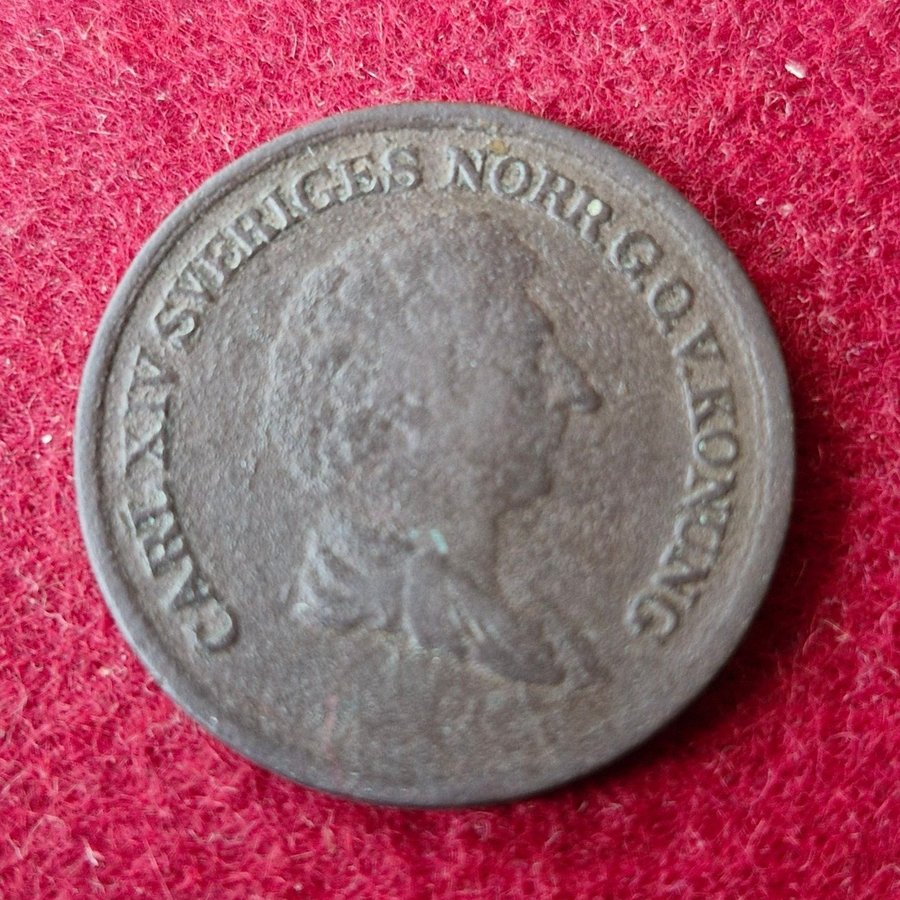 CARL XIV SVERIGES NORR. G. O. V. KONUNG